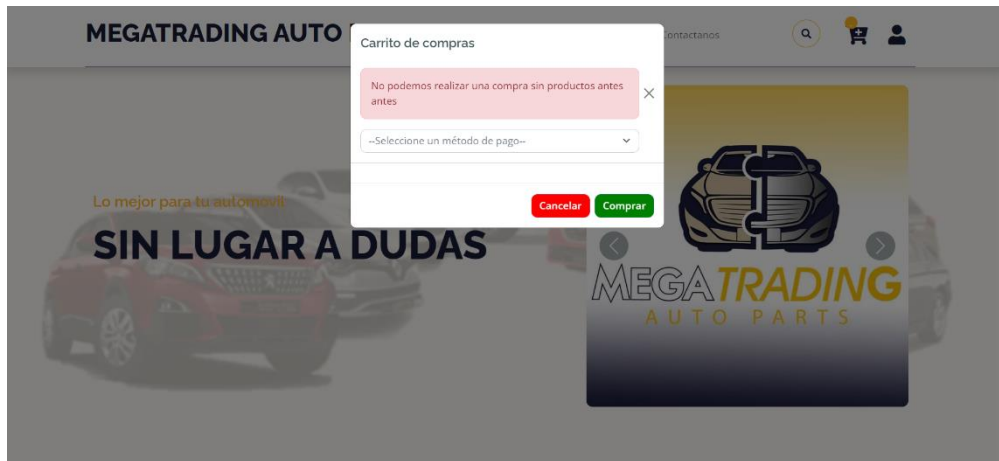 MEGATRADING AUTO
Contactanos
Carrito de compras
No podemos realizar una compra sin productos antes
antes
--Seleccione un método de pago--
Cancelar Comprar
Lo mejor para tu automovil
SIN LUGAR A DUDAS
MEGATRADING
AUTO PARTS